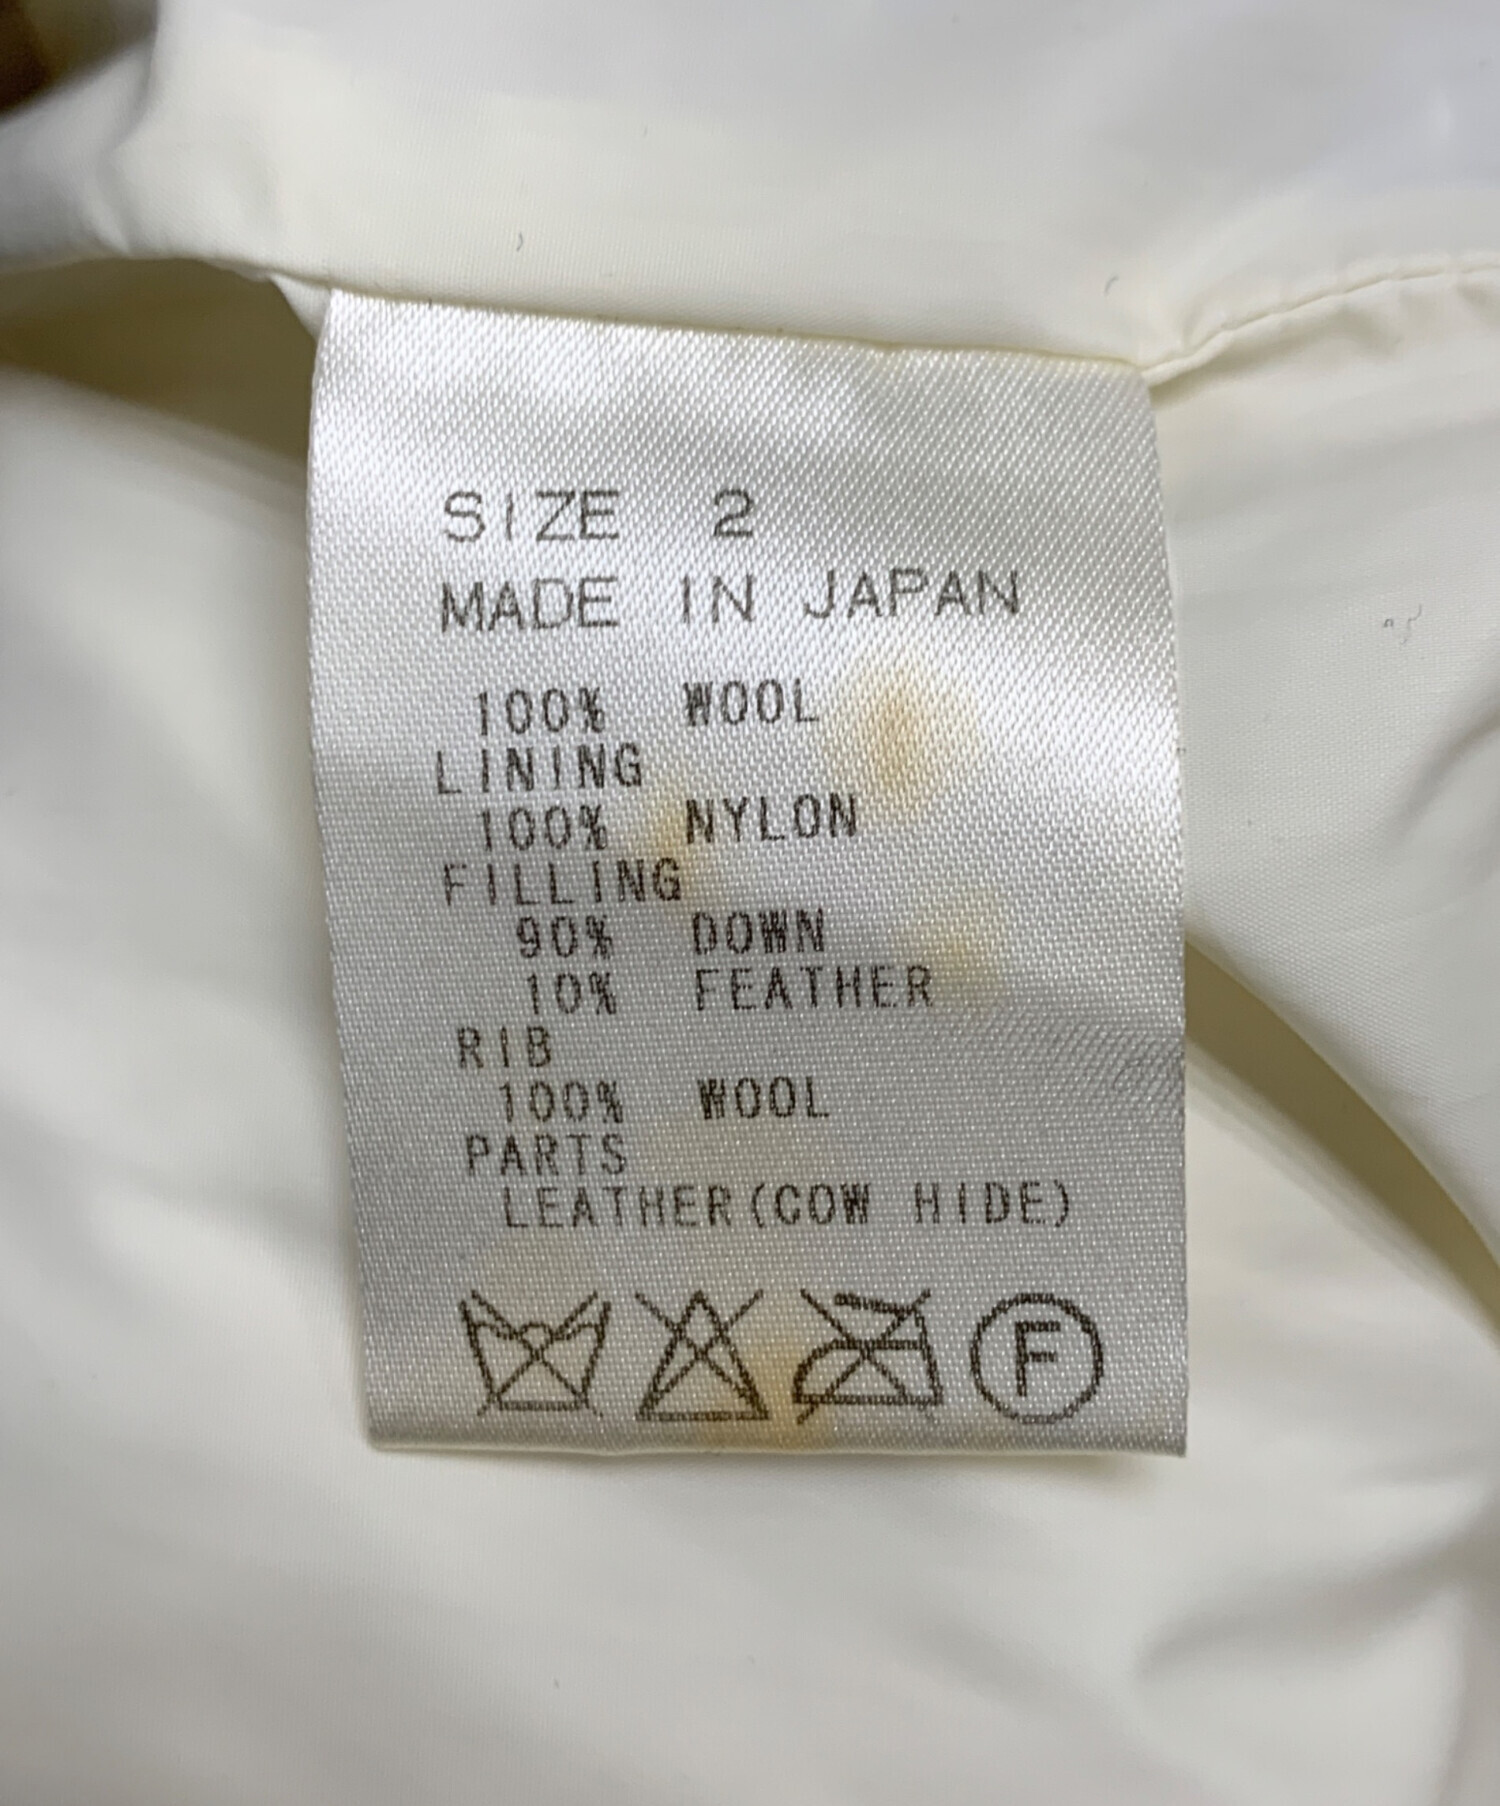 SIZE 2
MADE IN JAPAN
100% WOOL
LINING
100% NYLON
FILLING
90% DOWN
10% FEATHER
RIB
100% WOOL
PARTS
LEATHER(COW HIDE)
F